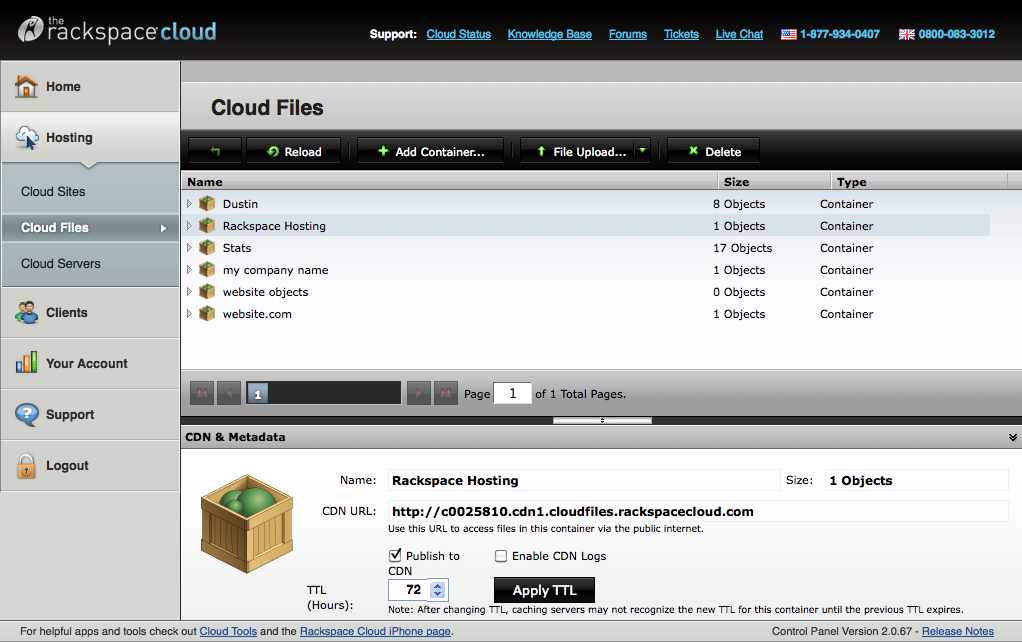 the
rackspacecloud
Support: Cloud Status Knowledge Base Forums Tickets Live Chat 1-877-934-0407 0800-083-3012
Home
Hosting
Cloud Sites
Cloud Files
Cloud Servers
Clients
Your Account
Support
Logout
Cloud Files
Reload Add Container... File Upload... Delete
Name Size Type
Dustin 8 Objects Container
Rackspace Hosting 1 Objects Container
Stats 17 Objects Container
my company name 1 Objects Container
website objects 0 Objects Container
website.com 1 Objects Container
1 Page 1 of 1 Total Pages.
CDN & Metadata
Name: Rackspace Hosting Size: 1 Objects
CDN URL: http://c0025810.cdn1.cloudfiles.rackspacecloud.com
Use this URL to access files in this container via the public internet.
Publish to Enable CDN Logs
CDN
TTL 72 Apply TTL
(Hours):
Note: After changing TTL, caching servers may not recognize the new TTL for this container until the previous TTL expires.
For helpful apps and tools check out Cloud Tools and the Rackspace Cloud iPhone page. Control Panel Version 2.0.67 - Release Notes